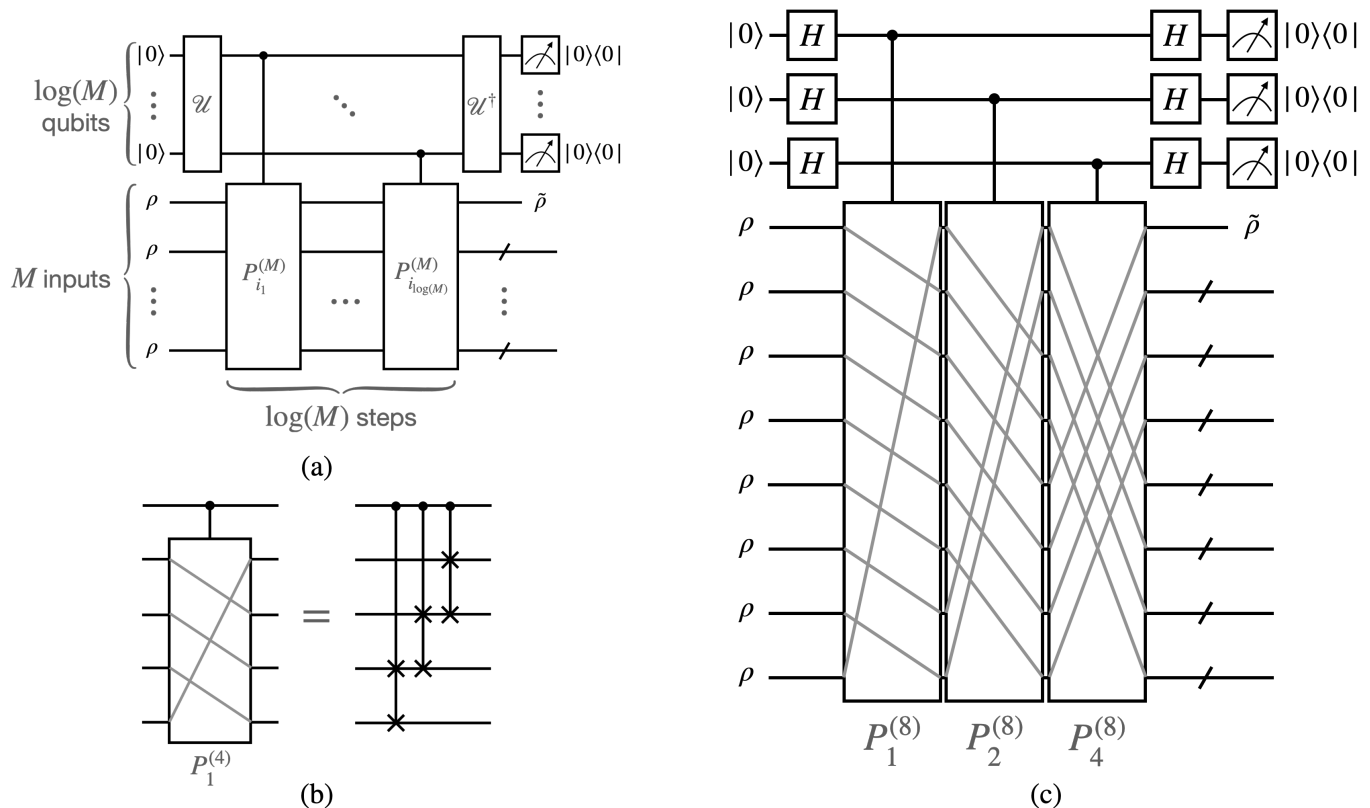 |0⟩ 𝒰 𝒰† |0⟩⟨0|
log(M) qubits
|0⟩ |0⟩⟨0|
ρ ρ̃
ρ
M inputs
P_{i_1}^{(M)} P_{i_{log(M)}}^{(M)}
ρ
log(M) steps
(a)
=
P_1^{(4)}
(b)
|0⟩ H H |0⟩⟨0|
|0⟩ H H |0⟩⟨0|
|0⟩ H H |0⟩⟨0|
ρ ρ̃
ρ
ρ
ρ
ρ
ρ
ρ
ρ
P_1^{(8)} P_2^{(8)} P_4^{(8)}
(c)